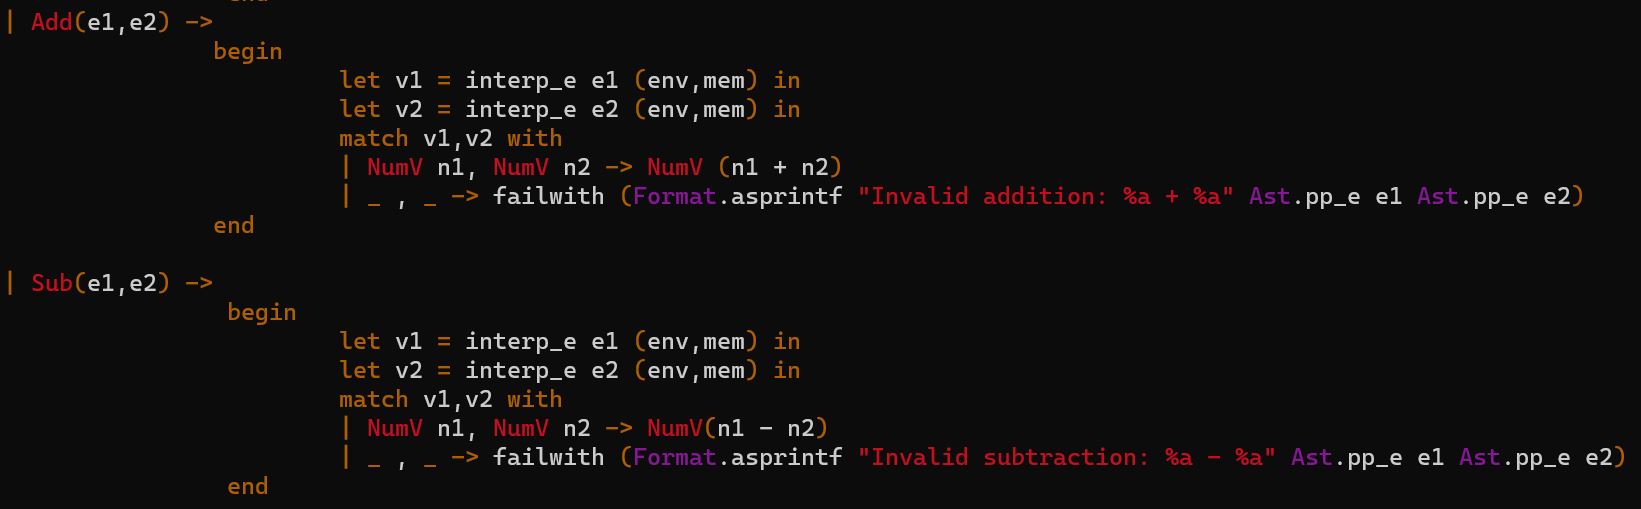 end
| Add(e1,e2) ->
begin
let v1 = interp_e e1 (env,mem) in
let v2 = interp_e e2 (env,mem) in
match v1,v2 with
| NumV n1, NumV n2 -> NumV (n1 + n2)
| _ , _ -> failwith (Format.asprintf "Invalid addition: %a + %a" Ast.pp_e e1 Ast.pp_e e2)
end
| Sub(e1,e2) ->
begin
let v1 = interp_e e1 (env,mem) in
let v2 = interp_e e2 (env,mem) in
match v1,v2 with
| NumV n1, NumV n2 -> NumV(n1 - n2)
| _ , _ -> failwith (Format.asprintf "Invalid subtraction: %a - %a" Ast.pp_e e1 Ast.pp_e e2)
end